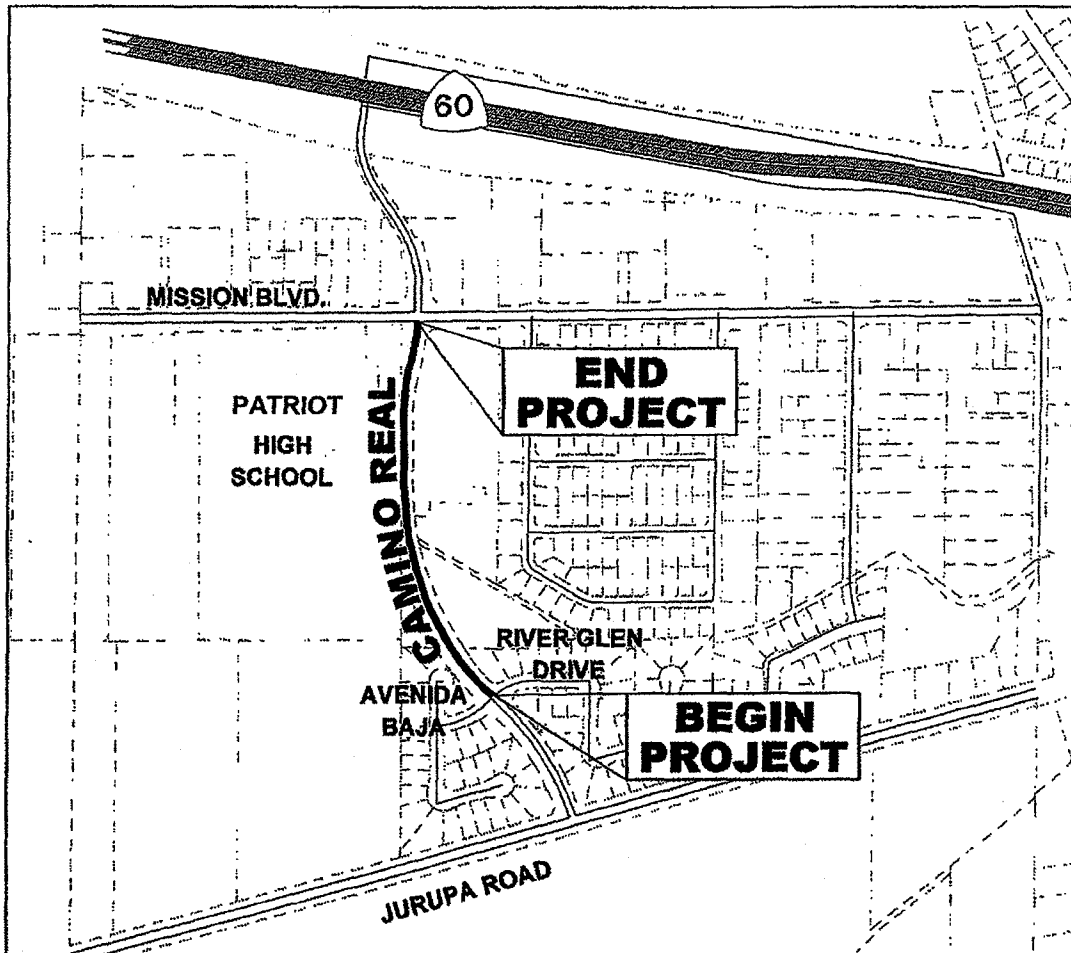 60
MISSION BLVD.
END
PROJECT
PATRIOT
HIGH
SCHOOL
CAMINO REAL
RIVER GLEN
DRIVE
AVENIDA
BAJA
BEGIN
PROJECT
JURUPA ROAD